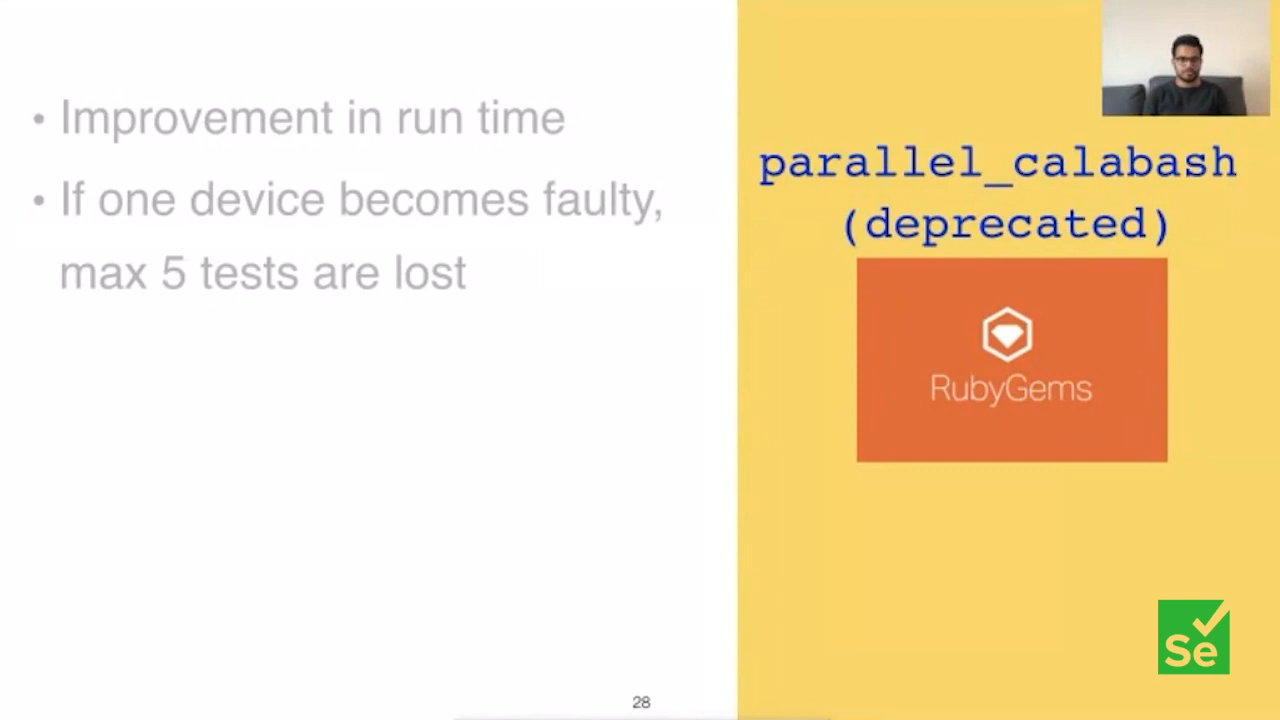 • Improvement in run time
• If one device becomes faulty,
max 5 tests are lost
parallel_calabash
(deprecated)
RubyGems
Se
28